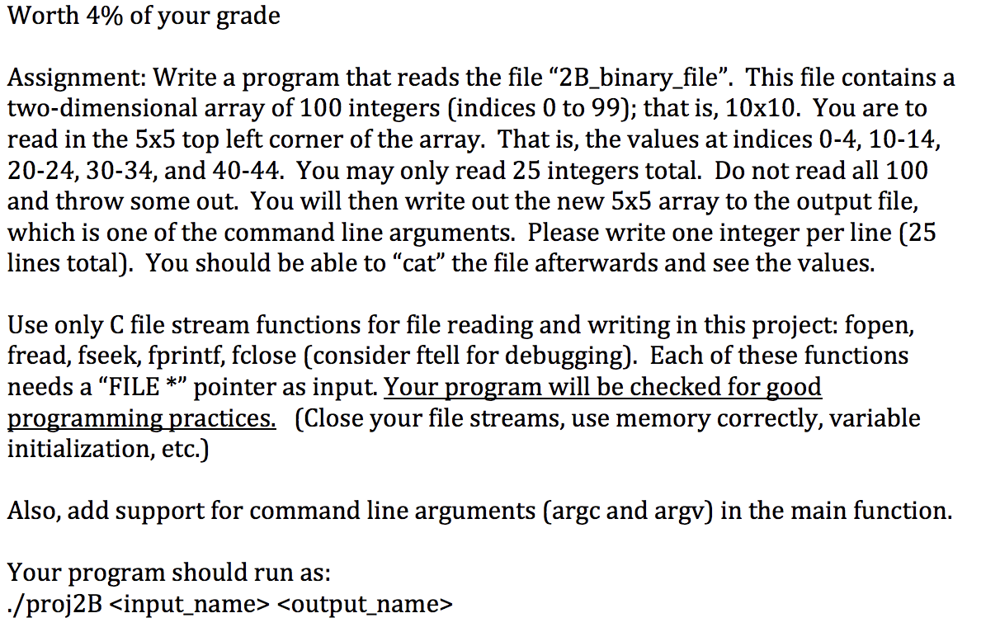 Worth 4% of your grade
Assignment: Write a program that reads the file “2B_binary_file”.  This file contains a
two-dimensional array of 100 integers (indices 0 to 99); that is, 10x10.  You are to
read in the 5x5 top left corner of the array.  That is, the values at indices 0-4, 10-14,
20-24, 30-34, and 40-44.  You may only read 25 integers total.  Do not read all 100
and throw some out.  You will then write out the new 5x5 array to the output file,
which is one of the command line arguments.  Please write one integer per line (25
lines total).  You should be able to “cat” the file afterwards and see the values.
Use only C file stream functions for file reading and writing in this project: fopen,
fread, fseek, fprintf, fclose (consider ftell for debugging).  Each of these functions
needs a “FILE *” pointer as input. Your program will be checked for good
programming practices.   (Close your file streams, use memory correctly, variable
initialization, etc.)
Also, add support for command line arguments (argc and argv) in the main function.
Your program should run as:
./proj2B <input_name> <output_name>